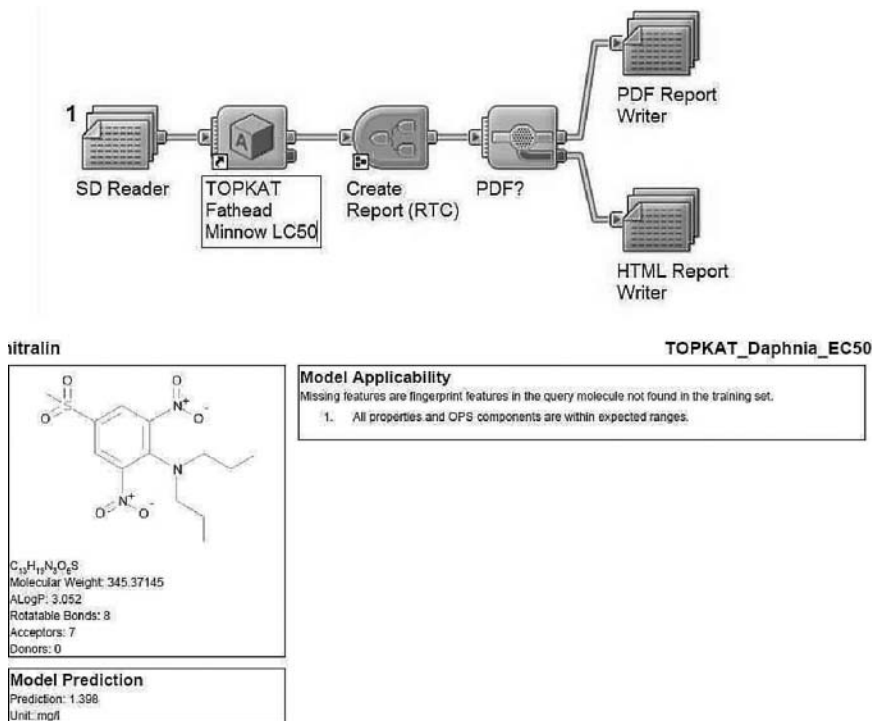 1
SD Reader
TOPKAT
Fathead
Minnow LC50
Create
Report (RTC)
PDF?
PDF Report
Writer
HTML Report
Writer
nitralin
TOPKAT_Daphnia_EC50
O
S
O
O
N⁺
O⁻
N
O
N⁺
O⁻
C₁₃H₁₉N₃O₆S
Molecular Weight: 345.37145
ALogP: 3.052
Rotatable Bonds: 8
Acceptors: 7
Donors: 0
Model Applicability
Missing features are fingerprint features in the query molecule not found in the training set.
1. All properties and OPS components are within expected ranges.
Model Prediction
Prediction: 1.398
Unit: mg/l